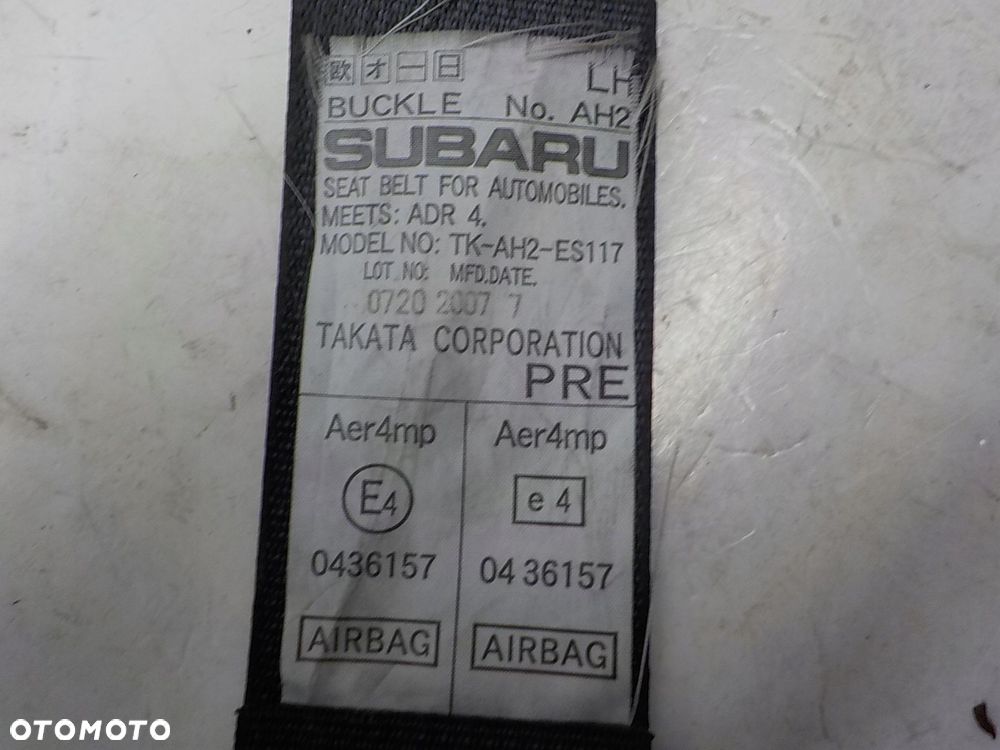 欧 オ 一 日
LH
BUCKLE No. AH2
SUBARU
SEAT BELT FOR AUTOMOBILES.
MEETS: ADR 4.
MODEL NO: TK-AH2-ES117
LOT NO: MFD.DATE.
0720 2007 7
TAKATA CORPORATION
PRE
Aer4mp Aer4mp
E4 e 4
0436157 04 36157
AIRBAG AIRBAG
OTOMOTO